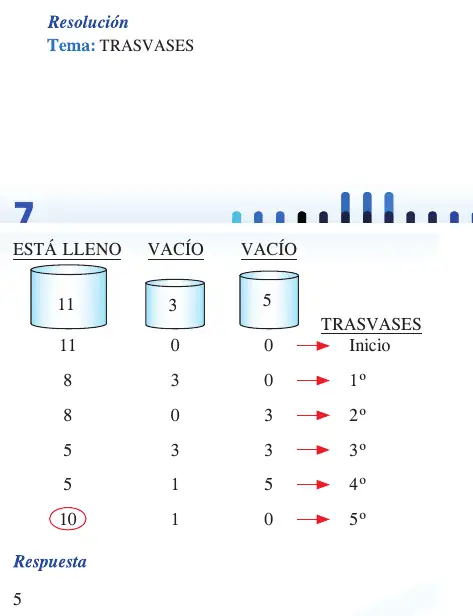 Resolución
Tema: TRASVASES
7
ESTÁ LLENO VACÍO VACÍO
11 3 5
TRASVASES
11 0 0 Inicio
8 3 0 1º
8 0 3 2º
5 3 3 3º
5 1 5 4º
10 1 0 5º
Respuesta
5